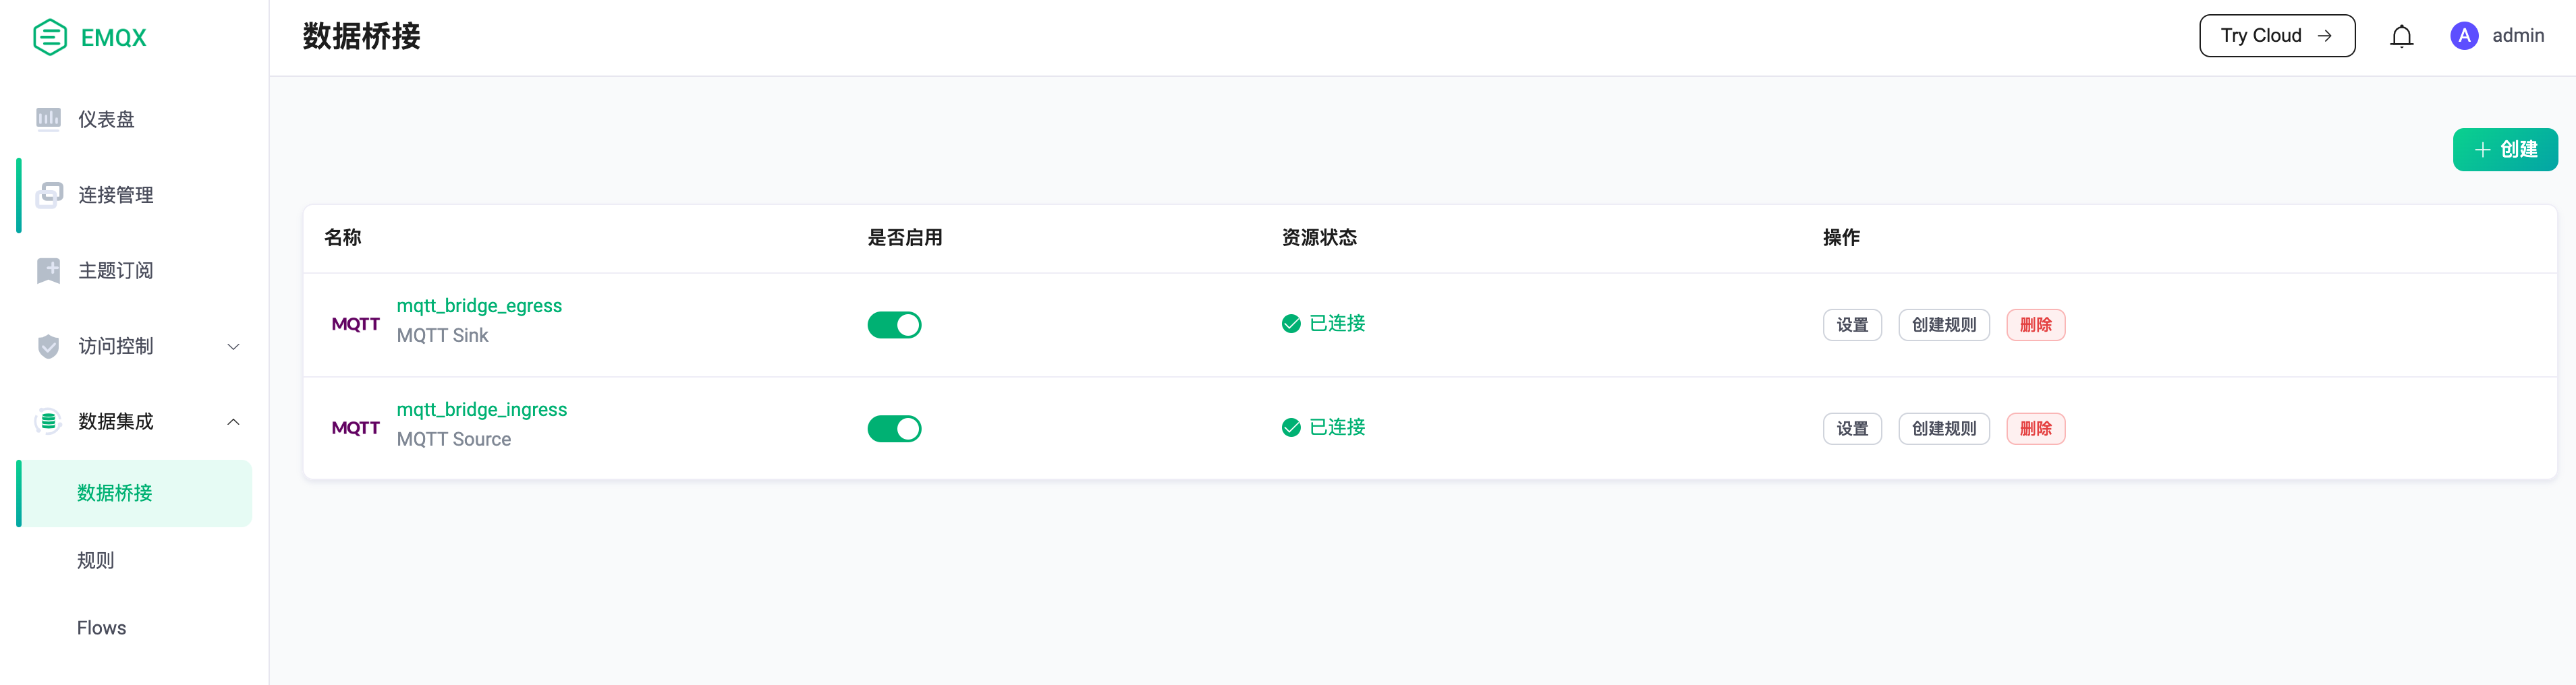 EMQX
仪表盘
连接管理
主题订阅
访问控制
数据集成
数据桥接
规则
Flows
数据桥接
Try Cloud →
A admin
+ 创建
名称 是否启用 资源状态 操作
MQTT mqtt_bridge_egress
MQTT Sink
已连接
设置 创建规则 删除
MQTT mqtt_bridge_ingress
MQTT Source
已连接
设置 创建规则 删除